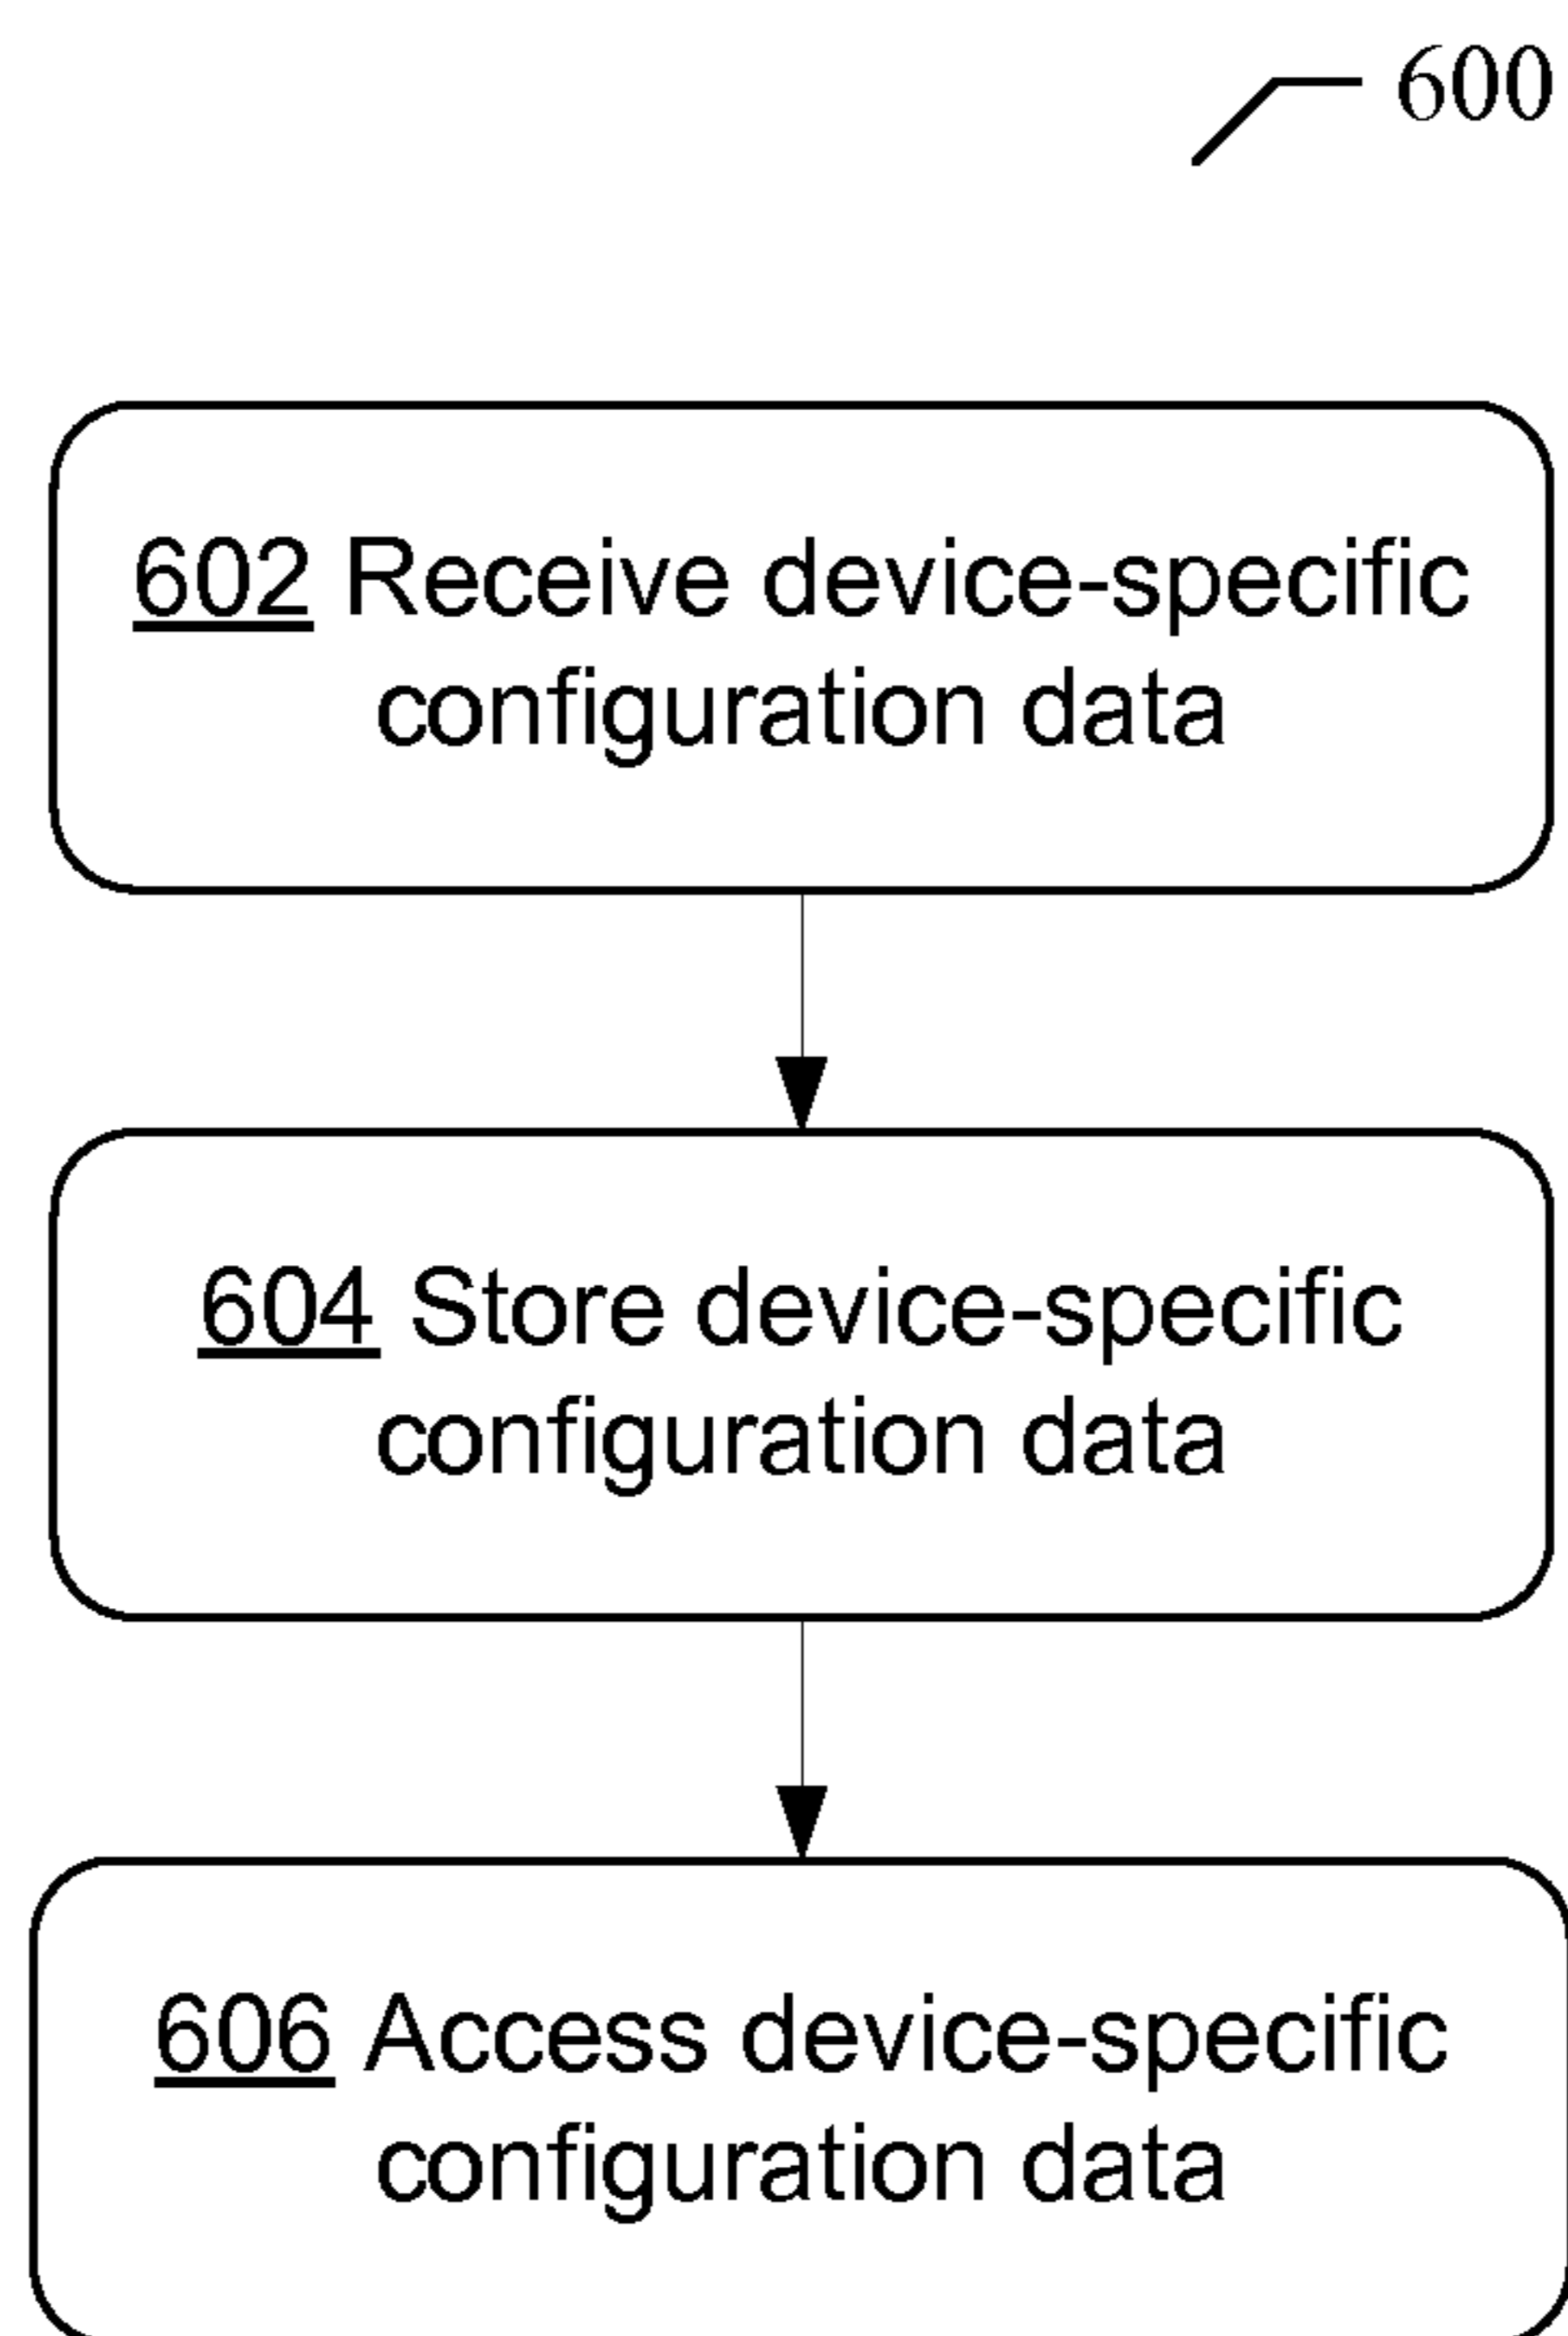 600
602 Receive device-specific
configuration data
604 Store device-specific
configuration data
606 Access device-specific
configuration data